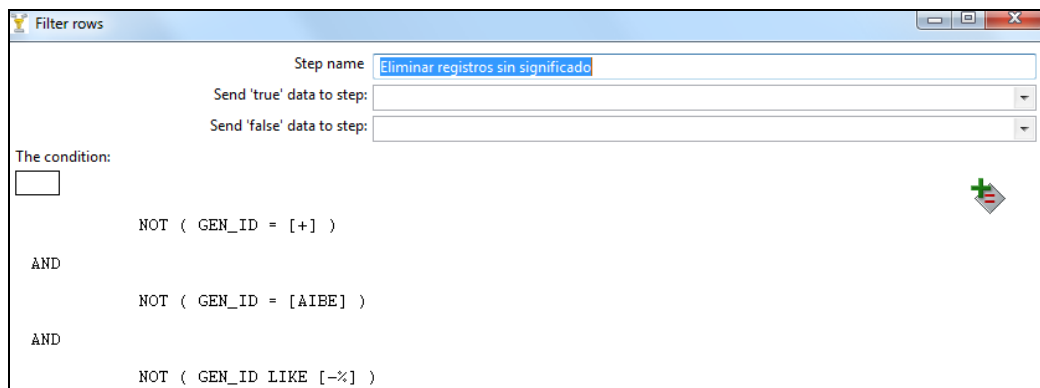 Filter rows
Step name Eliminar registros sin significado
Send 'true' data to step:
Send 'false' data to step:
The condition:
NOT ( GEN_ID = [+] )
AND
NOT ( GEN_ID = [AIBE] )
AND
NOT ( GEN_ID LIKE [-%] )